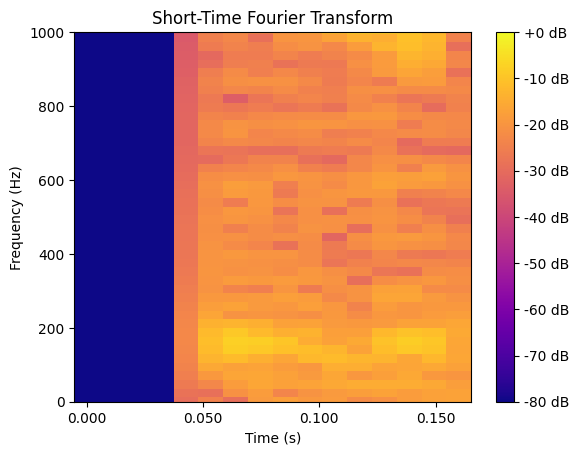 Short-Time Fourier Transform
1000
800
600
400
200
0
Frequency (Hz)
0.000
0.050
0.100
0.150
Time (s)
+0 dB
-10 dB
-20 dB
-30 dB
-40 dB
-50 dB
-60 dB
-70 dB
-80 dB